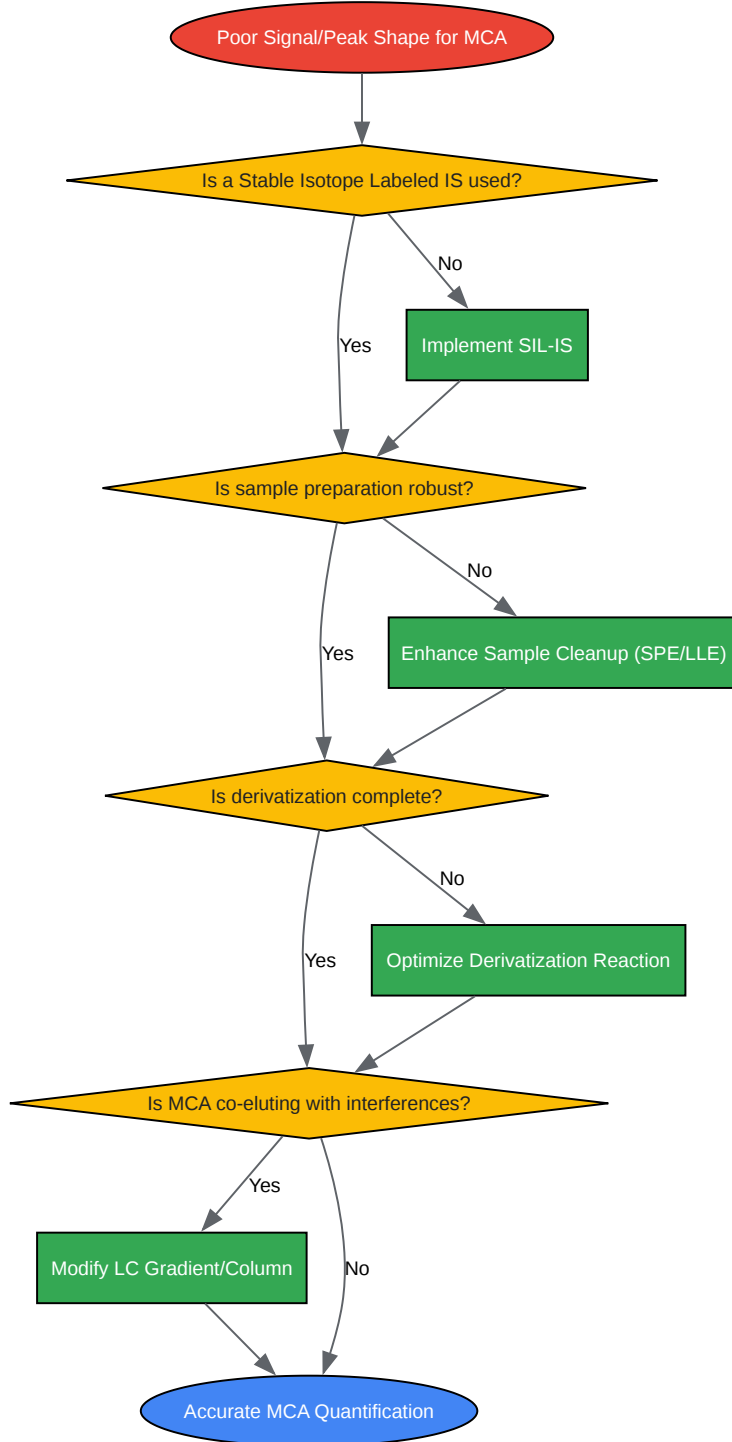 Poor Signal/Peak Shape for MCA
Is a Stable Isotope Labeled IS used?
No
Yes
Implement SIL-IS
Is sample preparation robust?
No
Yes
Enhance Sample Cleanup (SPE/LLE)
Is derivatization complete?
No
Yes
Optimize Derivatization Reaction
Is MCA co-eluting with interferences?
Yes
Modify LC Gradient/Column
No
Accurate MCA Quantification